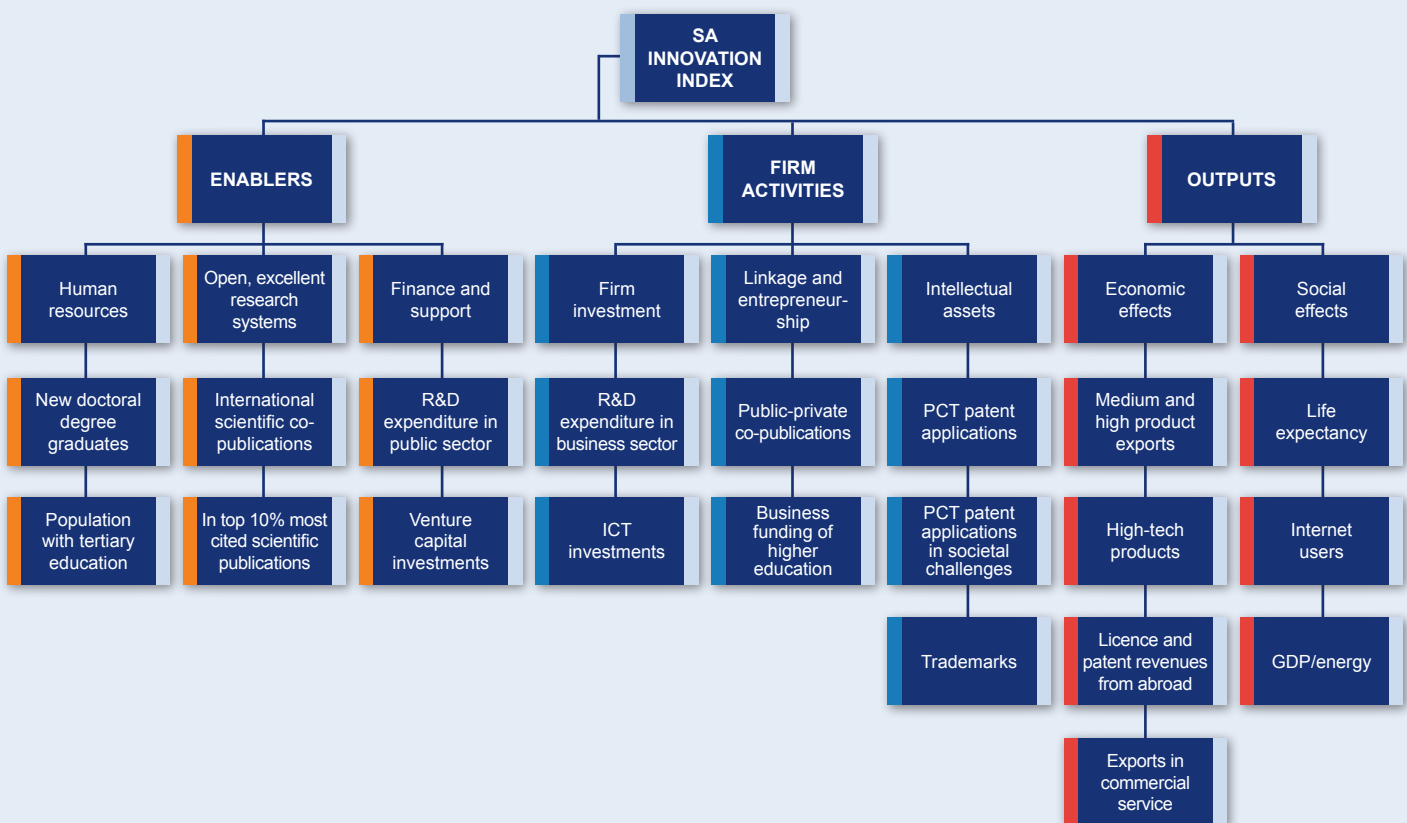 SA
INNOVATION
INDEX
ENABLERS
FIRM
ACTIVITIES
OUTPUTS
Human
resources
Open, excellent
research
systems
Finance and
support
Firm
investment
Linkage and
entrepreneur-
ship
Intellectual
assets
Economic
effects
Social
effects
New doctoral
degree
graduates
International
scientific co-
publications
R&D
expenditure in
public sector
R&D
expenditure in
business sector
Public-private
co-publications
PCT patent
applications
Medium and
high product
exports
Life
expectancy
Population
with tertiary
education
In top 10% most
cited scientific
publications
Venture
capital
investments
ICT
investments
Business
funding of
higher
education
PCT patent
applications
in societal
challenges
High-tech
products
Internet
users
Trademarks
Licence and
patent revenues
from abroad
GDP/energy
Exports in
commercial
service